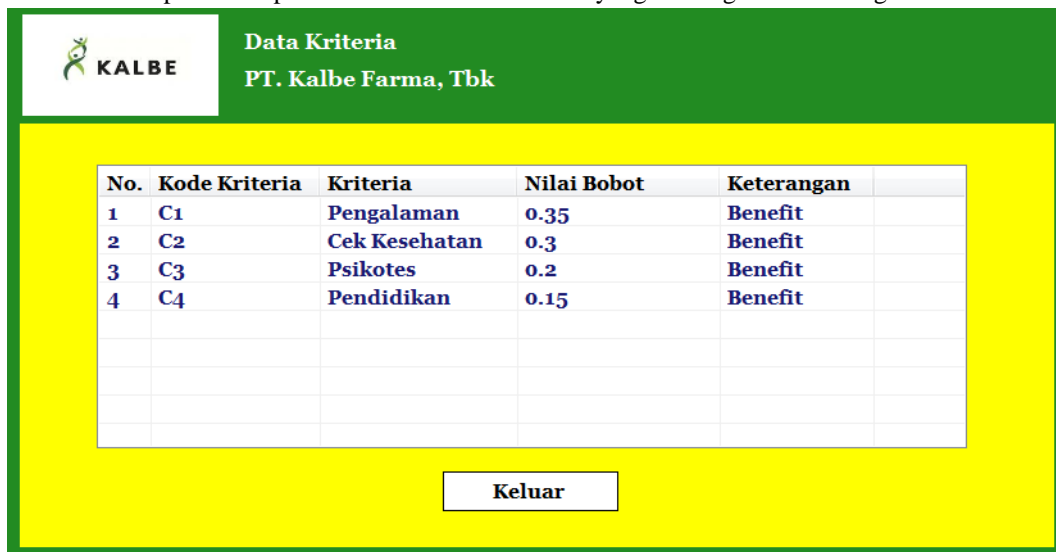 KALBE
Data Kriteria
PT. Kalbe Farma, Tbk
No. Kode Kriteria Kriteria Nilai Bobot Keterangan
1 C1 Pengalaman 0.35 Benefit
2 C2 Cek Kesehatan 0.3 Benefit
3 C3 Psikotes 0.2 Benefit
4 C4 Pendidikan 0.15 Benefit
Keluar